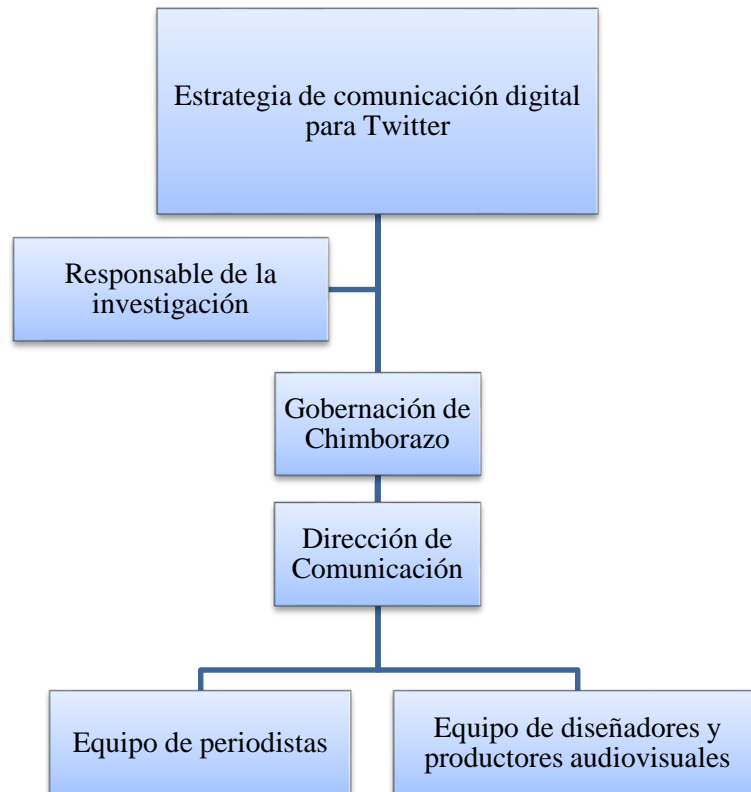 Estrategia de comunicación digital
para Twitter
Responsable de la
investigación
Gobernación de
Chimborazo
Dirección de
Comunicación
Equipo de periodistas
Equipo de diseñadores y
productores audiovisuales